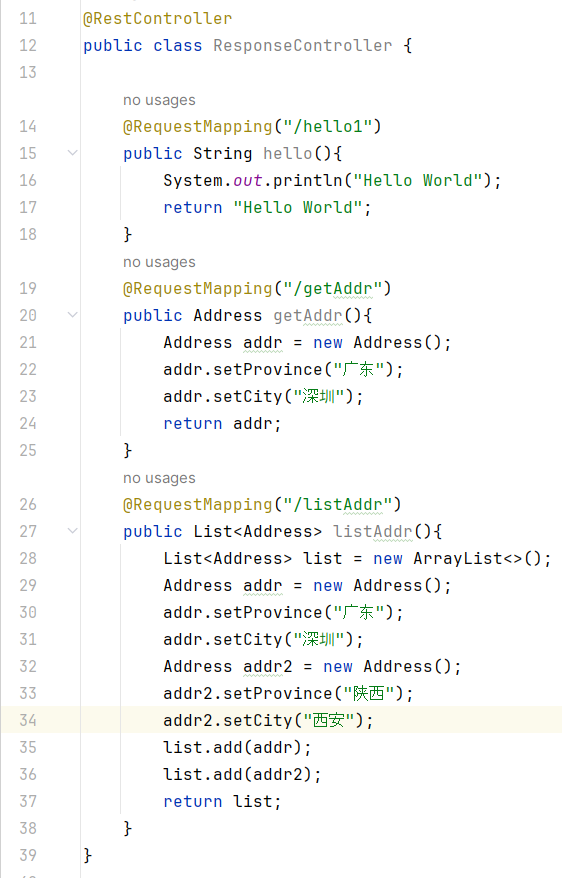 11 @RestController
12 public class ResponseController {
13
no usages
14 @RequestMapping("/hello1")
15 public String hello(){
16 System.out.println("Hello World");
17 return "Hello World";
18 }
no usages
19 @RequestMapping("/getAddr")
20 public Address getAddr(){
21 Address addr = new Address();
22 addr.setProvince("广东");
23 addr.setCity("深圳");
24 return addr;
25 }
no usages
26 @RequestMapping("/listAddr")
27 public List<Address> listAddr(){
28 List<Address> list = new ArrayList<>();
29 Address addr = new Address();
30 addr.setProvince("广东");
31 addr.setCity("深圳");
32 Address addr2 = new Address();
33 addr2.setProvince("陕西");
34 addr2.setCity("西安");
35 list.add(addr);
36 list.add(addr2);
37 return list;
38 }
39 }